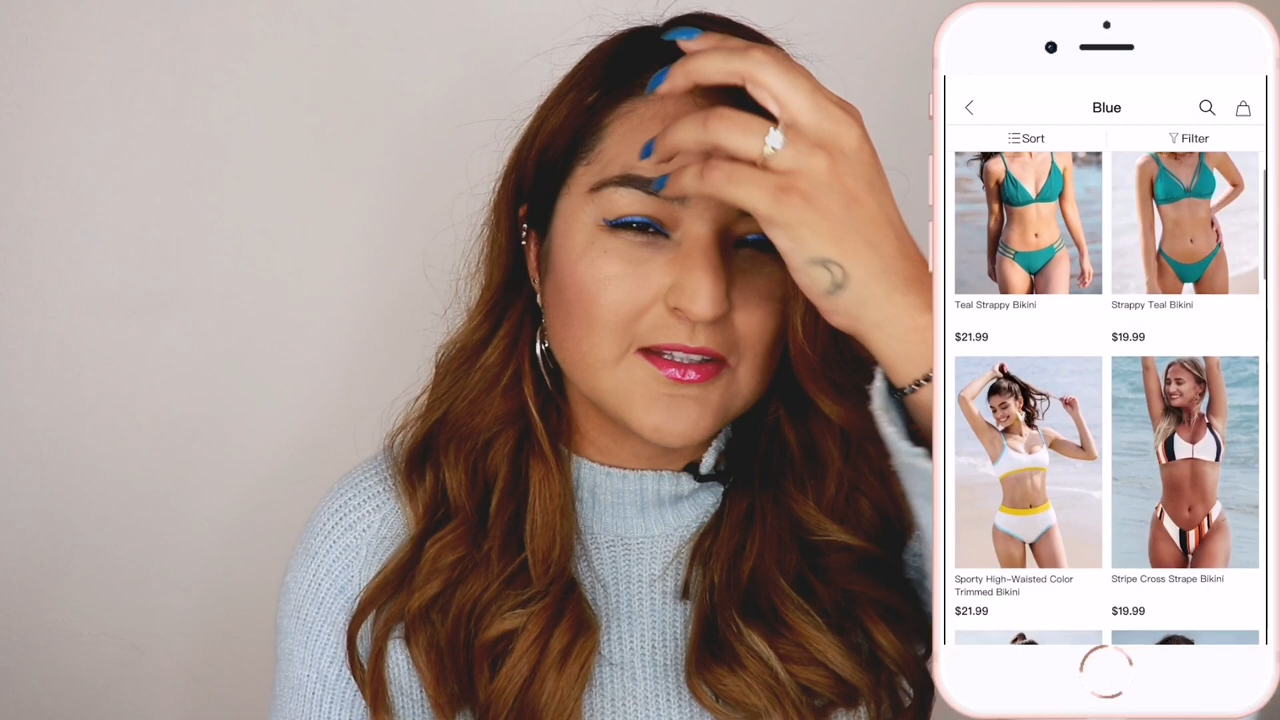 Blue
Sort
Filter
Teal Strappy Bikini
Strappy Teal Bikini
$21.99
$19.99
Sporty High-Waisted Color
Trimmed Bikini
Stripe Cross Strape Bikini
$21.99
$19.99